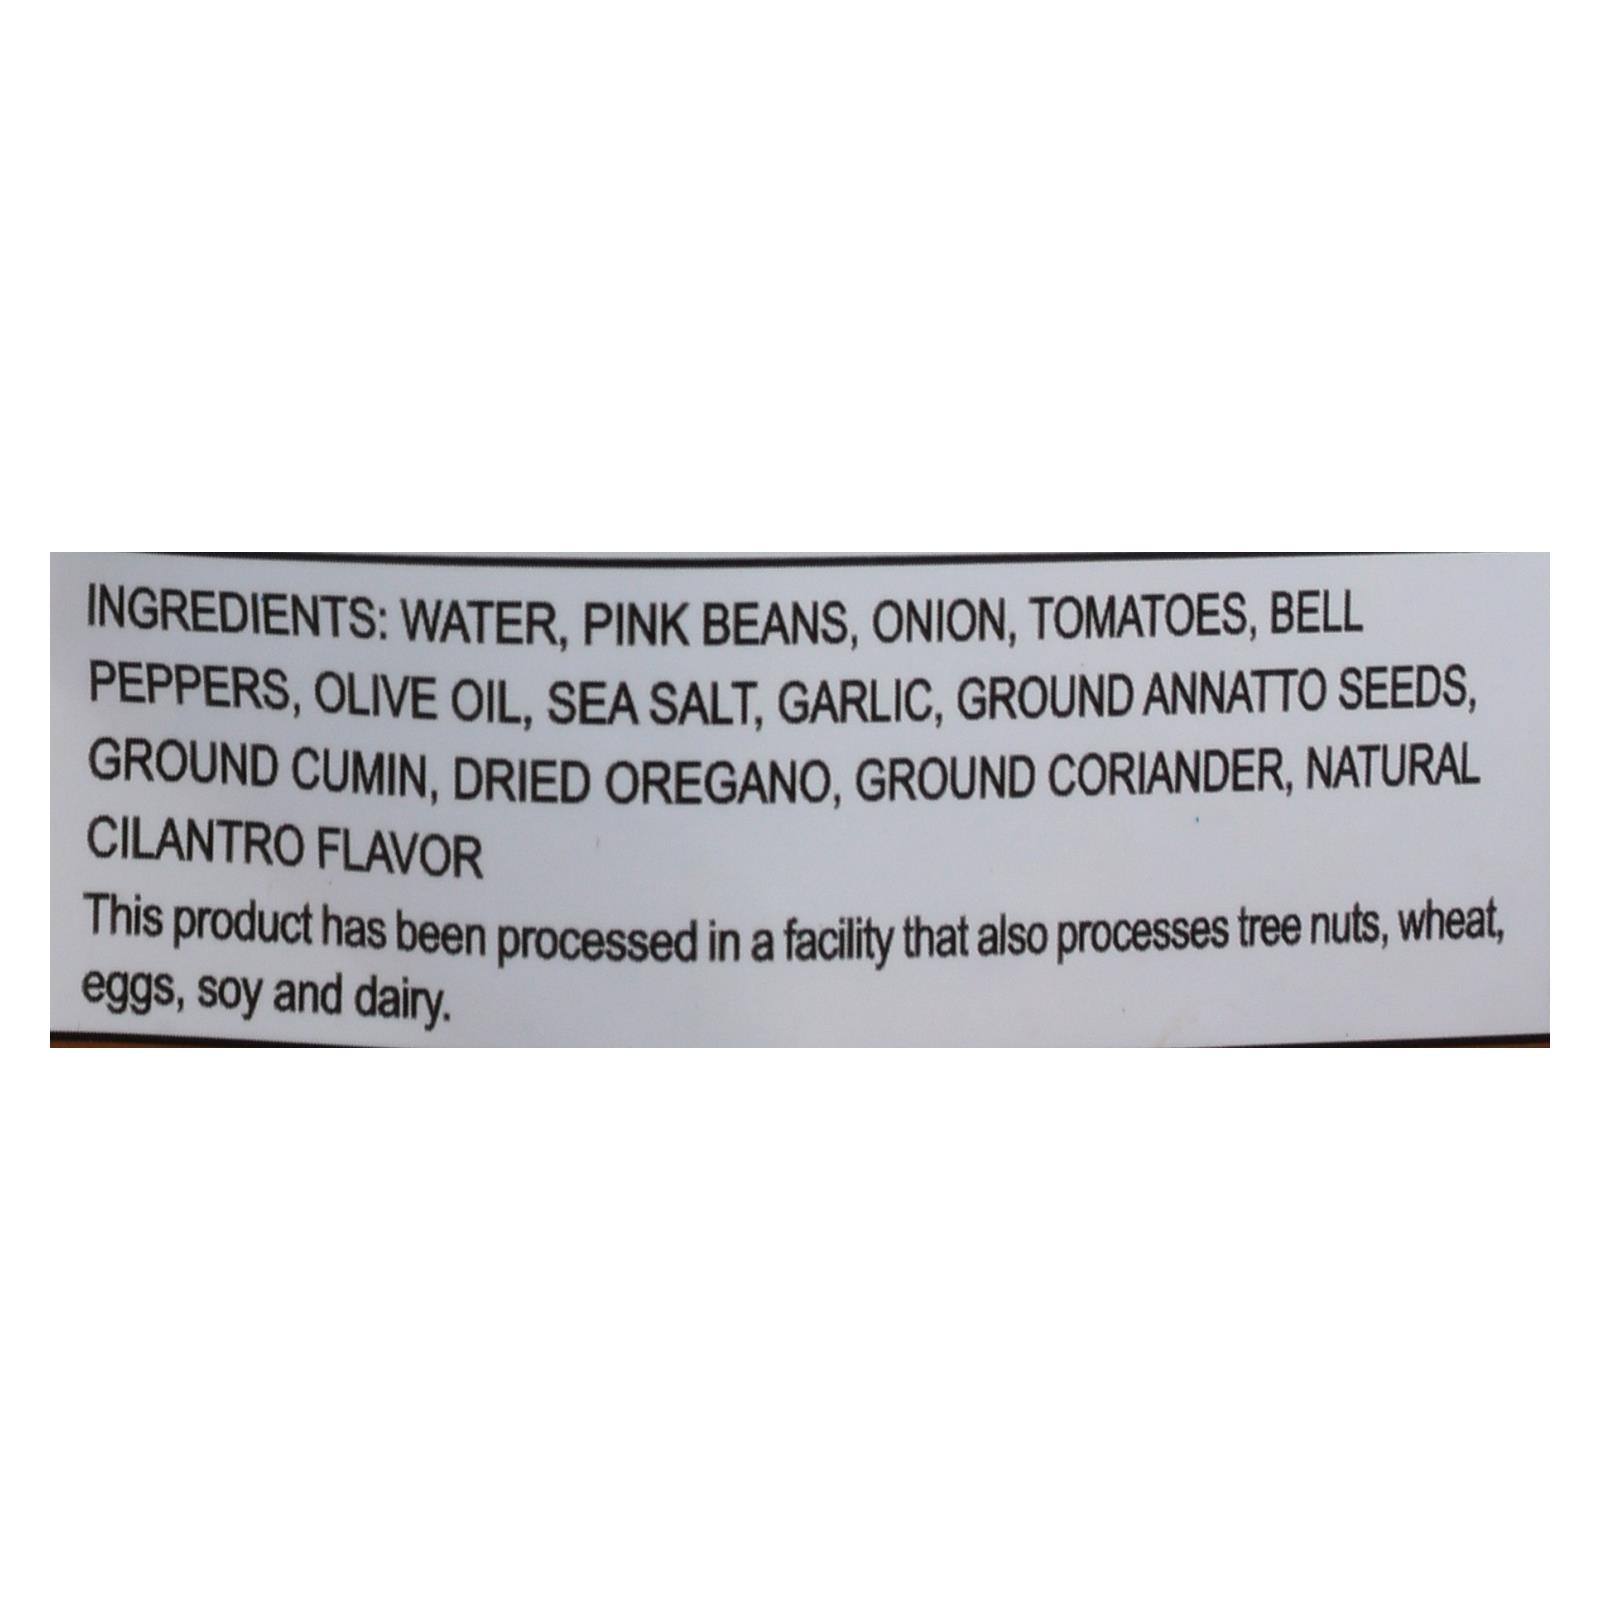 INGREDIENTS: WATER, PINK BEANS, ONION, TOMATOES, BELL
PEPPERS, OLIVE OIL, SEA SALT, GARLIC, GROUND ANNATTO SEEDS,
GROUND CUMIN, DRIED OREGANO, GROUND CORIANDER, NATURAL
CILANTRO FLAVOR
This product has been processed in a facility that also processes tree nuts, wheat,
eggs, soy and dairy.